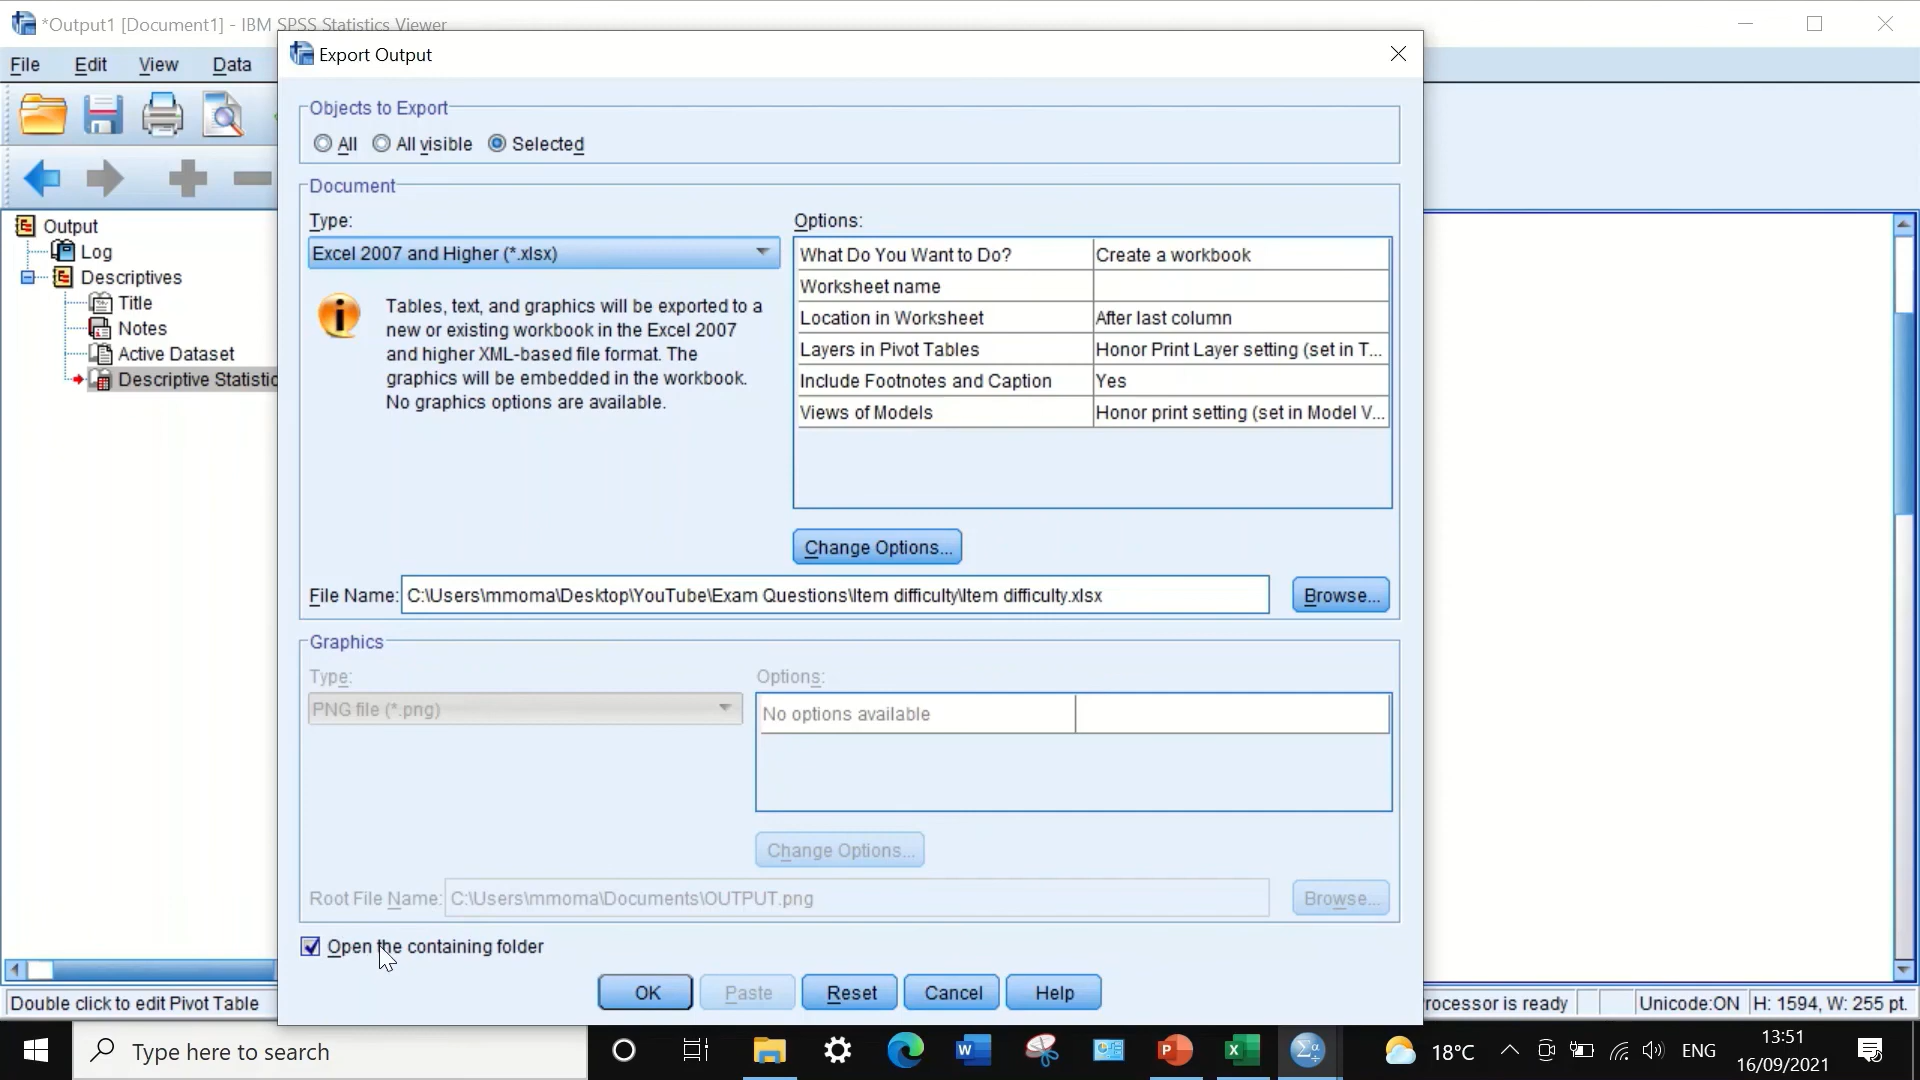 *Output1 [Document1] - IBM SPSS Statistics Viewer
File Edit View Data
Export Output
Objects to Export
All All visible Selected
Document
Type: Options:
Excel 2007 and Higher (*.xlsx)
Tables, text, and graphics will be exported to a
new or existing workbook in the Excel 2007
and higher XML-based file format. The
graphics will be embedded in the workbook.
No graphics options are available.
What Do You Want to Do? Create a workbook
Worksheet name
Location in Worksheet After last column
Layers in Pivot Tables Honor Print Layer setting (set in T...
Include Footnotes and Caption Yes
Views of Models Honor print setting (set in Model V...
Change Options...
File Name: C:\Users\mmoma\Desktop\YouTube\Exam Questions\Item difficulty\Item difficulty.xlsx Browse...
Graphics
Type: Options:
PNG file (*.png) No options available
Change Options...
Root File Name: C:\Users\mmoma\Documents\OUTPUT.png Browse...
Open the containing folder
OK Paste Reset Cancel Help
Output
Log
Descriptives
Title
Notes
Active Dataset
Descriptive Statistic
Double click to edit Pivot Table
rocessor is ready Unicode:ON H: 1594, W: 255 pt.
Type here to search
18°C ENG 13:51
16/09/2021